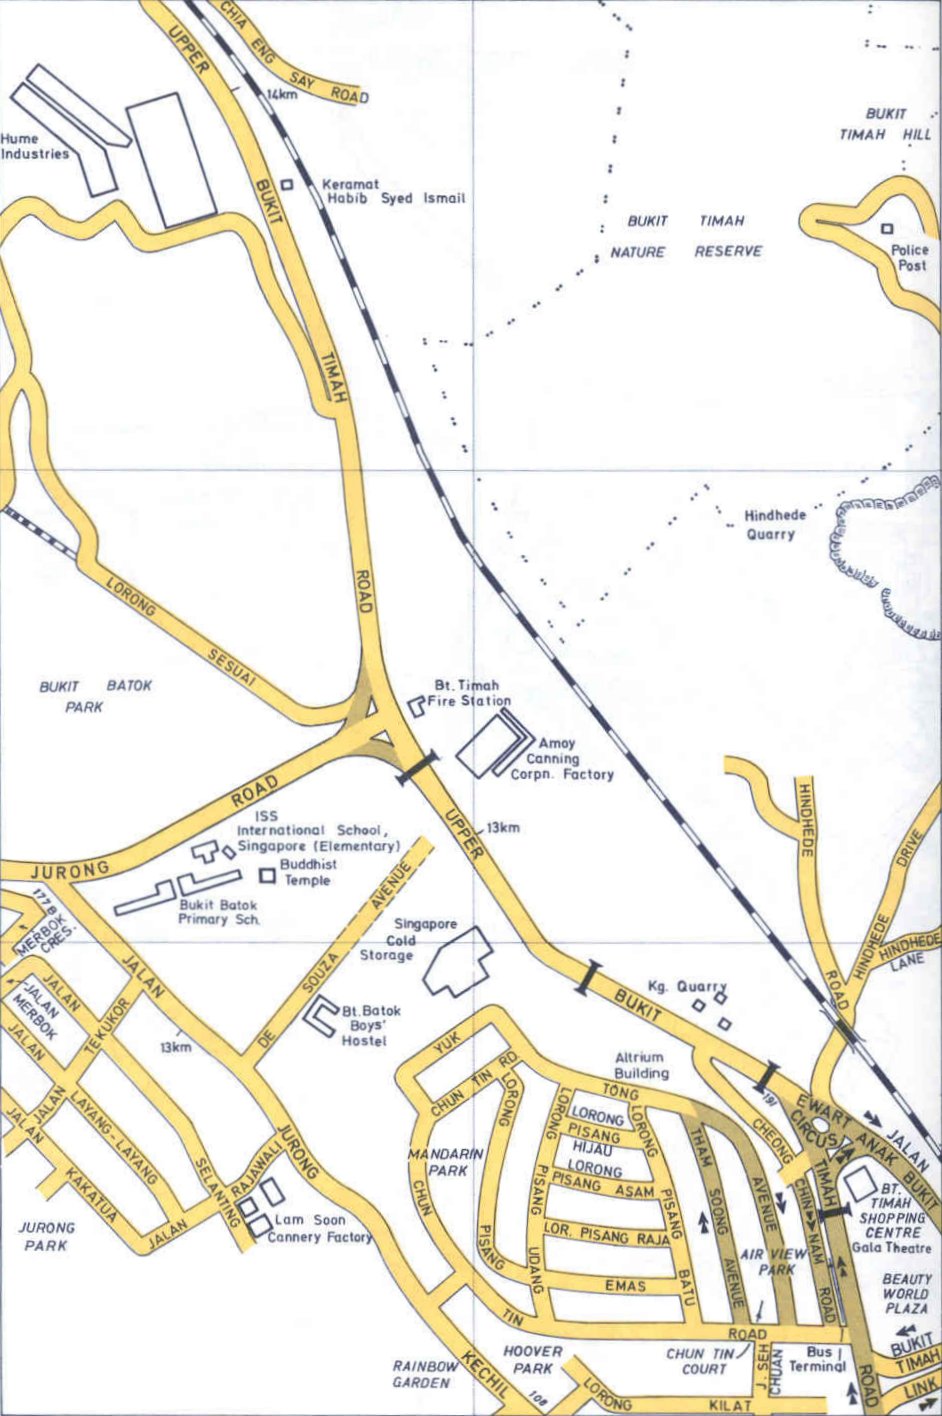 CHIA ENG SAY ROAD
UPPER
14km
BUKIT
TIMAH HILL
Hume
Industries
Keramat
Habib Syed Ismail
BUKIT
BUKIT TIMAH
NATURE RESERVE
Police
Post
TIMAH
Hindhede
Quarry
ROAD
LORONG
SESUAI
BUKIT BATOK
PARK
Bt. Timah
Fire Station
Amoy
Canning
Corpn. Factory
ROAD
JURONG
UPPER
13km
HINDHEDE
ROAD
HINDHEDE
DRIVE
HINDHEDE
LANE
ISS
International School,
Singapore (Elementary)
Buddhist
Temple
Bukit Batok
Primary Sch.
177B
MERBOK
CRES.
DE SOUZA AVENUE
Singapore
Cold
Storage
JALAN
JALAN
JALAN
MERBOK
TEKUKOR
JALAN
13km
Bt. Batok
Boys'
Hostel
BUKIT
Kg. Quarry
YUK
TONG
CHUN TIN RD
Altrium
Building
191
EWART
CIRCUS
JALAN
ANAK BUKIT
JALAN
JALAN
LAYANG-LAYANG
KAKATUA
JALAN
RAJAWALI
SELANTING
JURONG
KECHIL
Lam Soon
Cannery Factory
JURONG
PARK
MANDARIN
PARK
CHUN
TIN
ROAD
LORONG
PISANG
EMAS
LORONG
PISANG
UDANG
LORONG
PISANG
HIJAU
LORONG
PISANG ASAM
LOR. PISANG RAJA
LORONG
PISANG
BATU
THAM
SOONG
AVENUE
AVENUE
CHEONG
CHIN
NAM
ROAD
TIMAH
ROAD
AIR VIEW
PARK
BT.
TIMAH
SHOPPING
CENTRE
Gala Theatre
BEAUTY
WORLD
PLAZA
BUKIT
TIMAH
LINK
Bus
Terminal
CHUN TIN
COURT
J. SEH
CHUAN
HOOVER
PARK
RAINBOW
GARDEN
108
LORONG
KILAT